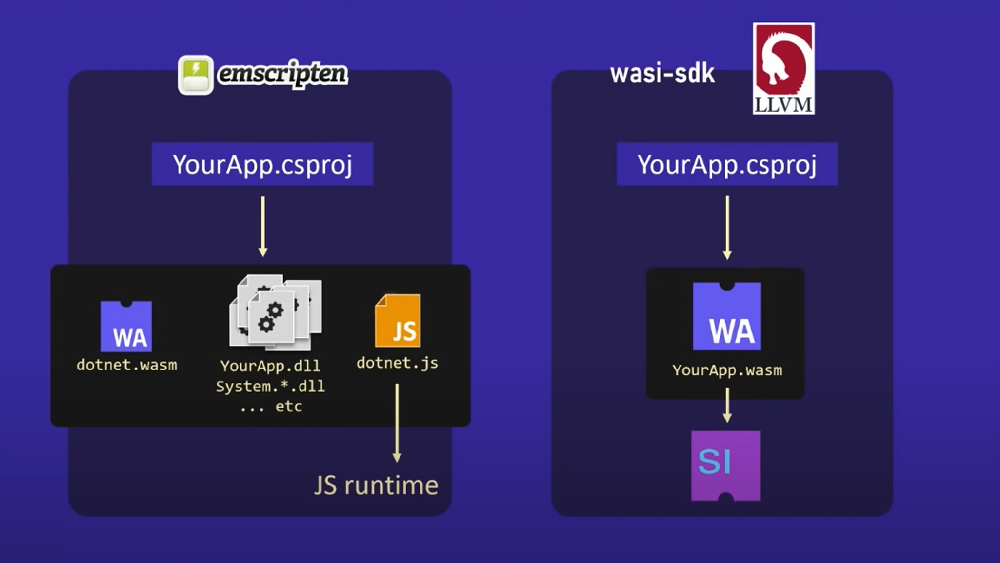 emscripten
YourApp.csproj
WA
dotnet.wasm
YourApp.dll
System.*.dll
... etc
JS
dotnet.js
JS runtime
wasi-sdk
LLVM
YourApp.csproj
WA
YourApp.wasm
SI